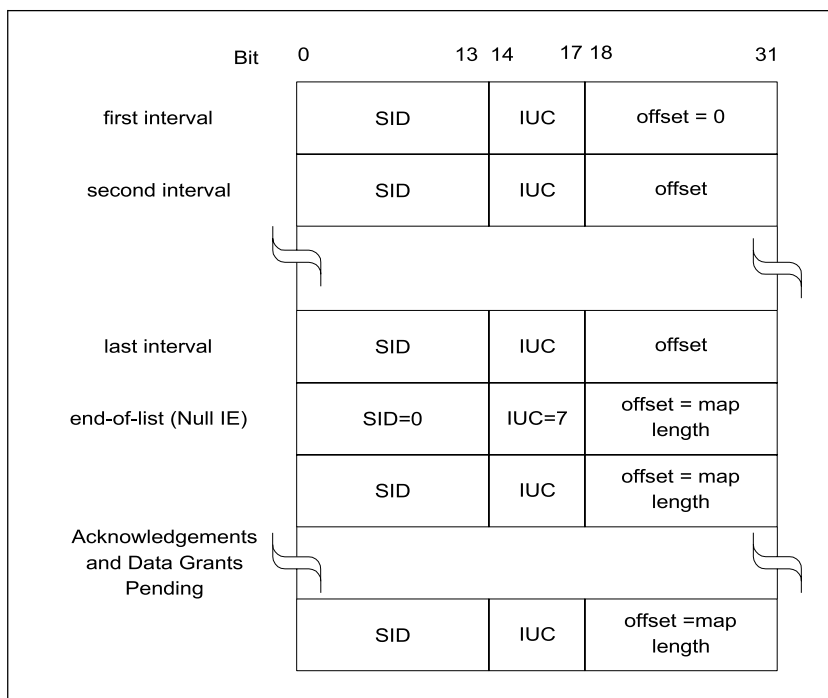 Bit 0 13 14 17 18 31
first interval SID IUC offset = 0
second interval SID IUC offset
last interval SID IUC offset
end-of-list (Null IE) SID=0 IUC=7 offset = map
length
SID IUC offset = map
length
Acknowledgements
and Data Grants
Pending
SID IUC offset =map
length